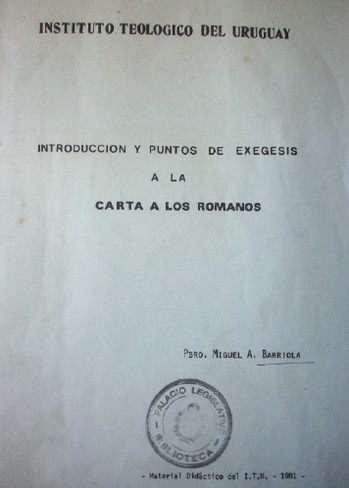 INSTITUTO TEOLOGICO DEL URUGUAY
INTRODUCCION Y PUNTOS DE EXEGESIS
A LA
CARTA A LOS ROMANOS
PBRO. MIGUEL A. BARRIOLA
PALACIO LEGISLATIVO
BIBLIOTECA
- Material Didáctico del I.T.U. - 1981 -